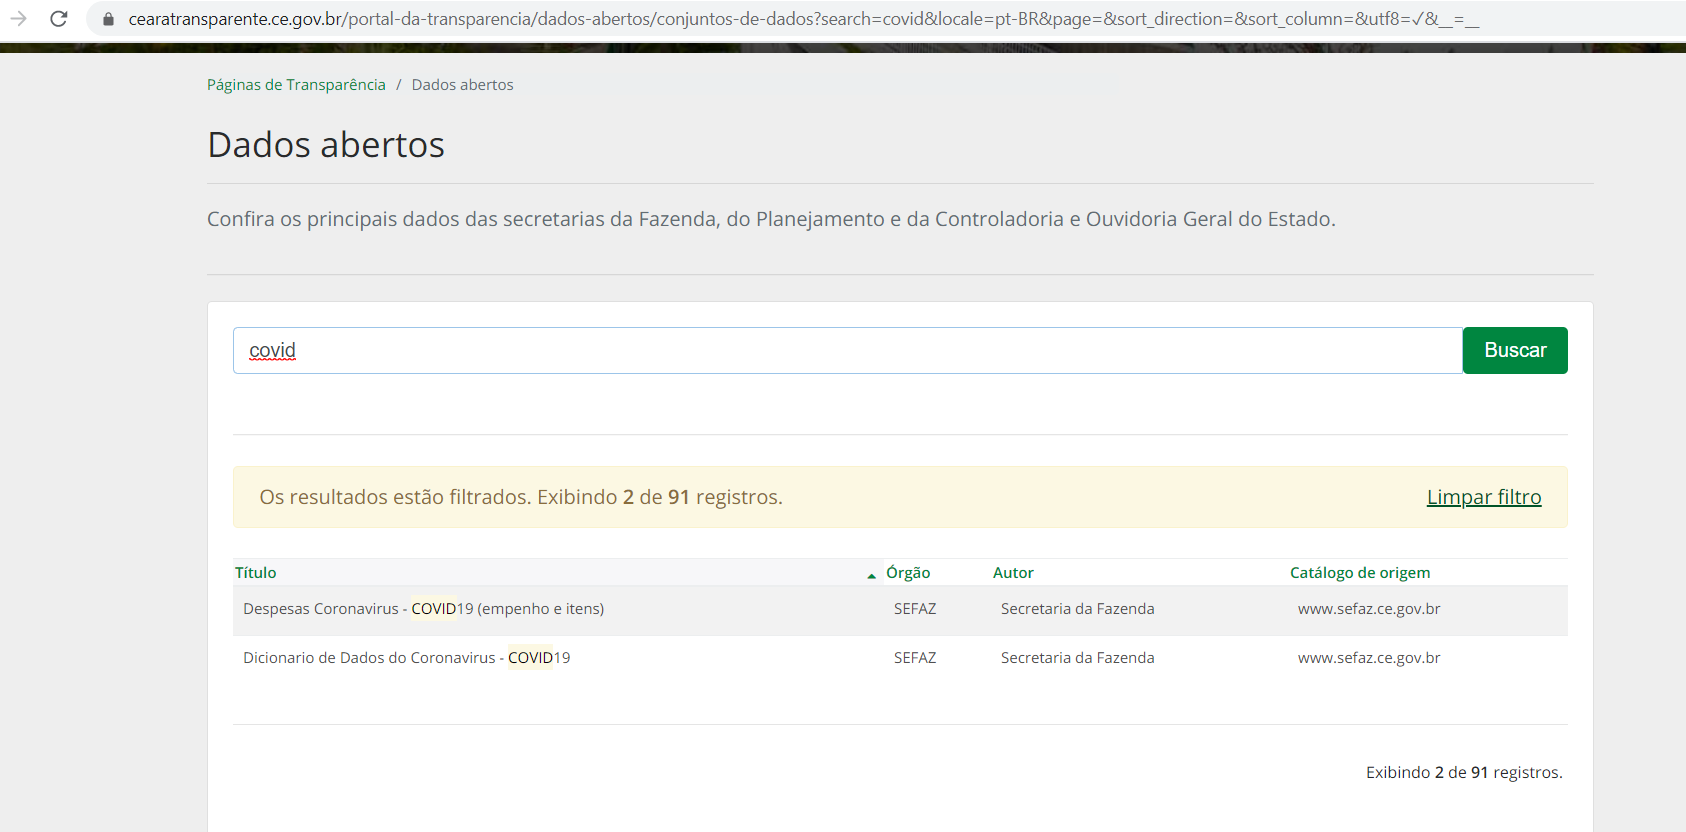 cearatransparente.ce.gov.br/portal-da-transparencia/dados-abertos/conjuntos-de-dados?search=covid&locale=pt-BR&page=&sort_direction=&sort_column=&utf8=✓&__=__
Páginas de Transparência / Dados abertos
Dados abertos
Confira os principais dados das secretarias da Fazenda, do Planejamento e da Controladoria e Ouvidoria Geral do Estado.
covid Buscar
Os resultados estão filtrados. Exibindo 2 de 91 registros. Limpar filtro
Título Órgão Autor Catálogo de origem
Despesas Coronavirus - COVID19 (empenho e itens) SEFAZ Secretaria da Fazenda www.sefaz.ce.gov.br
Dicionario de Dados do Coronavirus - COVID19 SEFAZ Secretaria da Fazenda www.sefaz.ce.gov.br
Exibindo 2 de 91 registros.